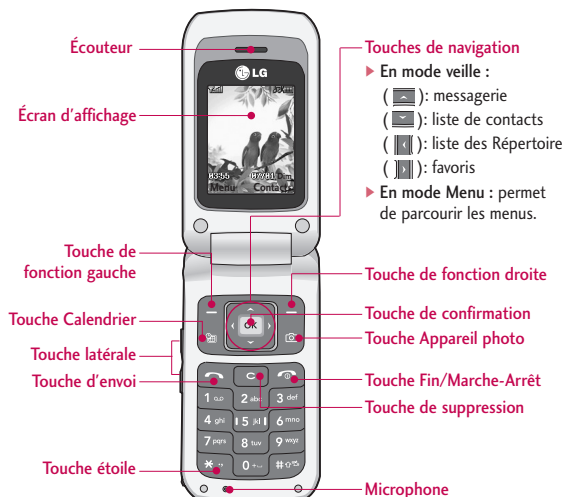 Écouteur
Écran d'affichage
Touche de
fonction gauche
Touche Calendrier
Touche latérale
Touche d'envoi
Touche étoile
LG
03:55
07/01
Menu Contacts
OK
1
2 abc 3 def
4 ghi 5 jkl 6 mno
7 pqrs 8 tuv 9 wxyz
0 +
#
Touches de navigation
En mode veille :
( ): messagerie
( ): liste de contacts
( ): liste des Répertoire
( ): favoris
En mode Menu : permet
de parcourir les menus.
Touche de fonction droite
Touche de confirmation
Touche Appareil photo
Touche Fin/Marche-Arrêt
Touche de suppression
Microphone